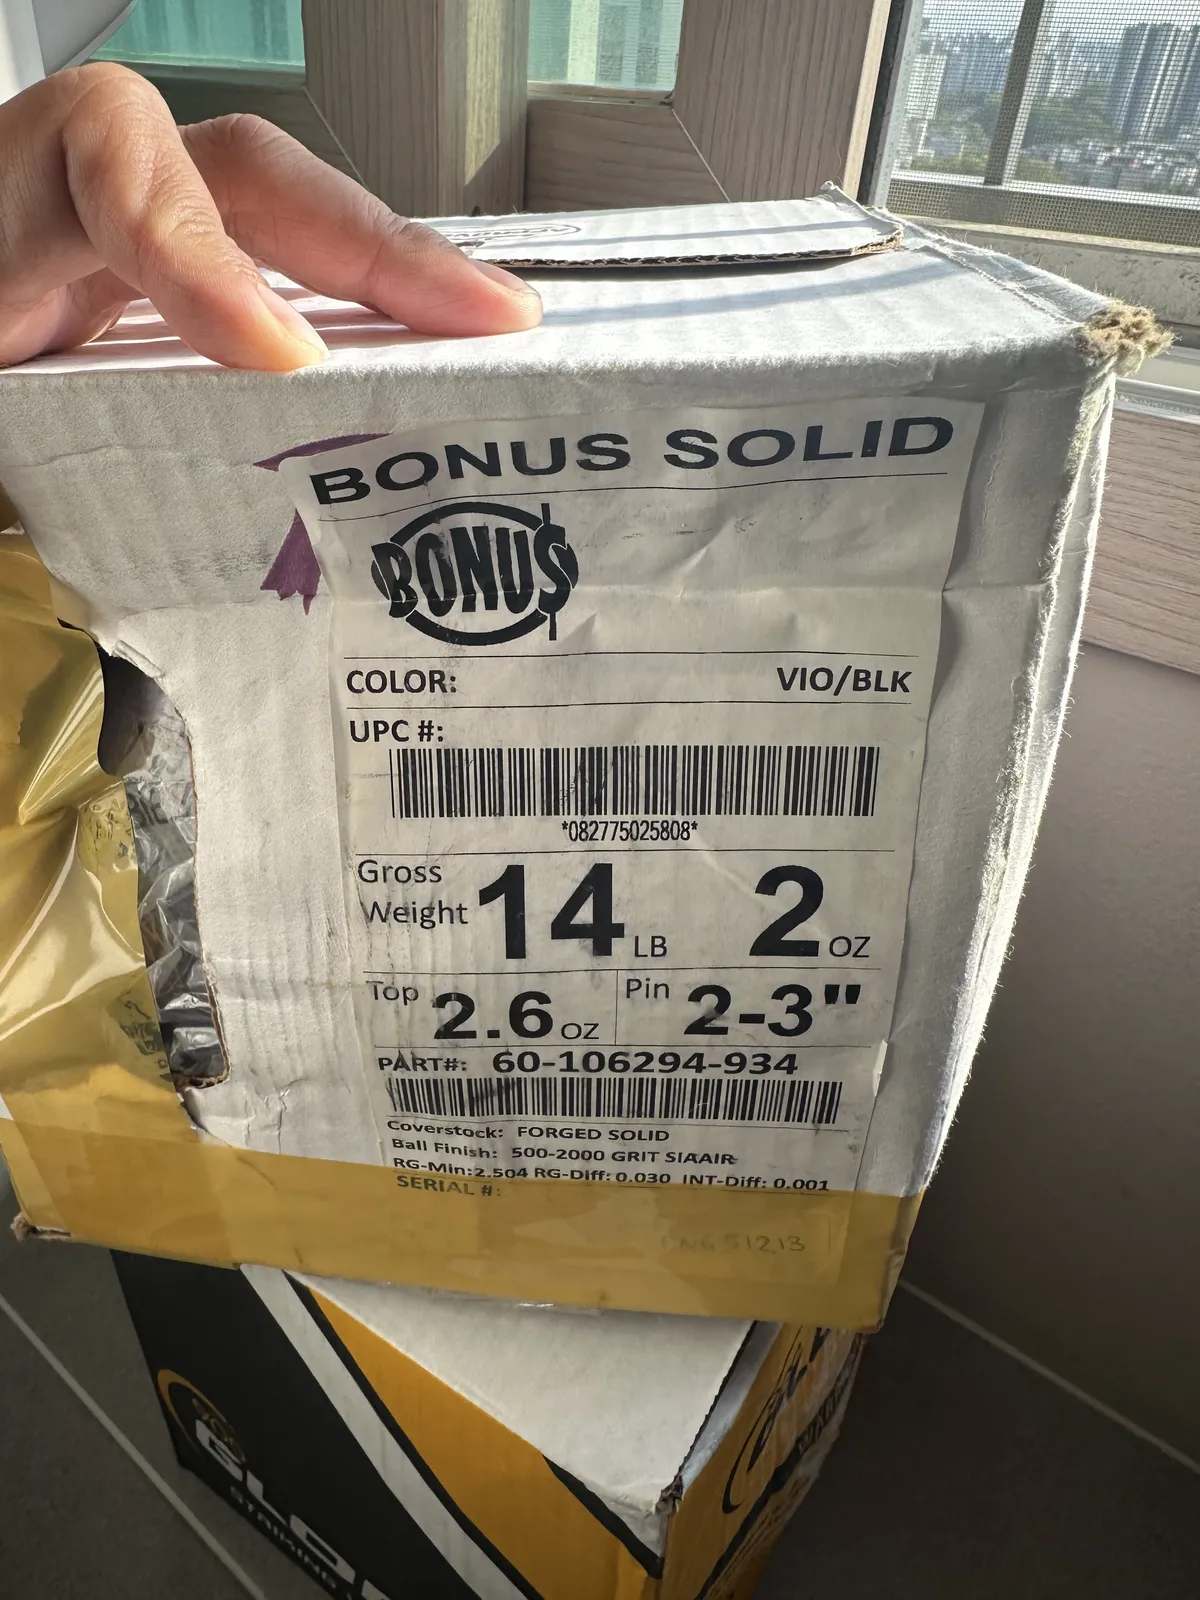 BONUS SOLID
BONU$
COLOR: VIO/BLK
UPC #:
*082775025808*
Gross Weight 14 LB 2 OZ
Top 2.6 OZ Pin 2-3"
PART#: 60-106294-934
Coverstock: FORGED SOLID
Ball Finish: 500-2000 GRIT SIAAIR
RG-Min:2.504 RG-Diff: 0.030 INT-Diff: 0.001
SERIAL #: